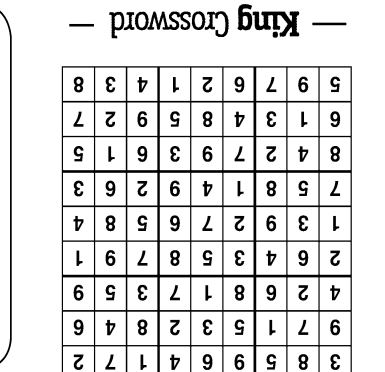 3 8 5 9 6 4 1 7 2
9 7 1 5 3 2 8 4 6
4 2 6 8 1 7 3 5 9
2 6 4 3 5 8 7 9 1
1 3 9 2 7 6 5 8 4
7 5 8 1 4 9 2 6 3
8 4 2 7 9 3 6 1 5
6 1 3 4 8 5 9 2 7
5 9 7 6 2 1 4 3 8
— King Crossword —